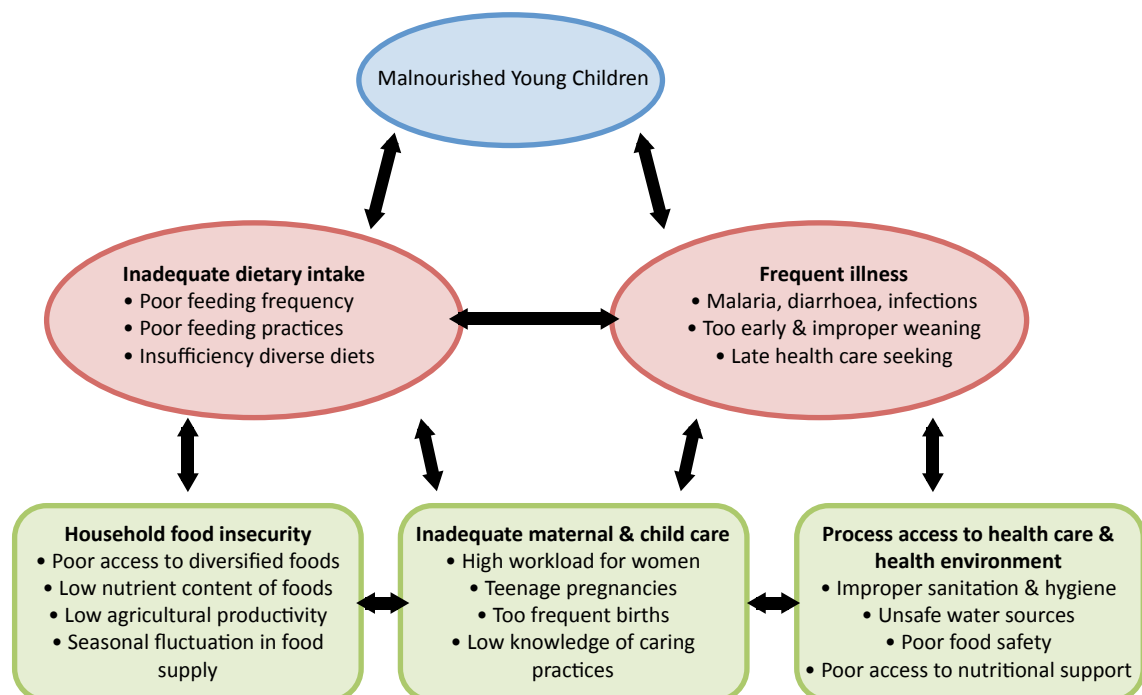 Malnourished Young Children
Inadequate dietary intake
• Poor feeding frequency
• Poor feeding practices
• Insufficiency diverse diets
Frequent illness
• Malaria, diarrhoea, infections
• Too early & improper weaning
• Late health care seeking
Household food insecurity
• Poor access to diversified foods
• Low nutrient content of foods
• Low agricultural productivity
• Seasonal fluctuation in food
supply
Inadequate maternal & child care
• High workload for women
• Teenage pregnancies
• Too frequent births
• Low knowledge of caring
practices
Process access to health care &
health environment
• Improper sanitation & hygiene
• Unsafe water sources
• Poor food safety
• Poor access to nutritional support